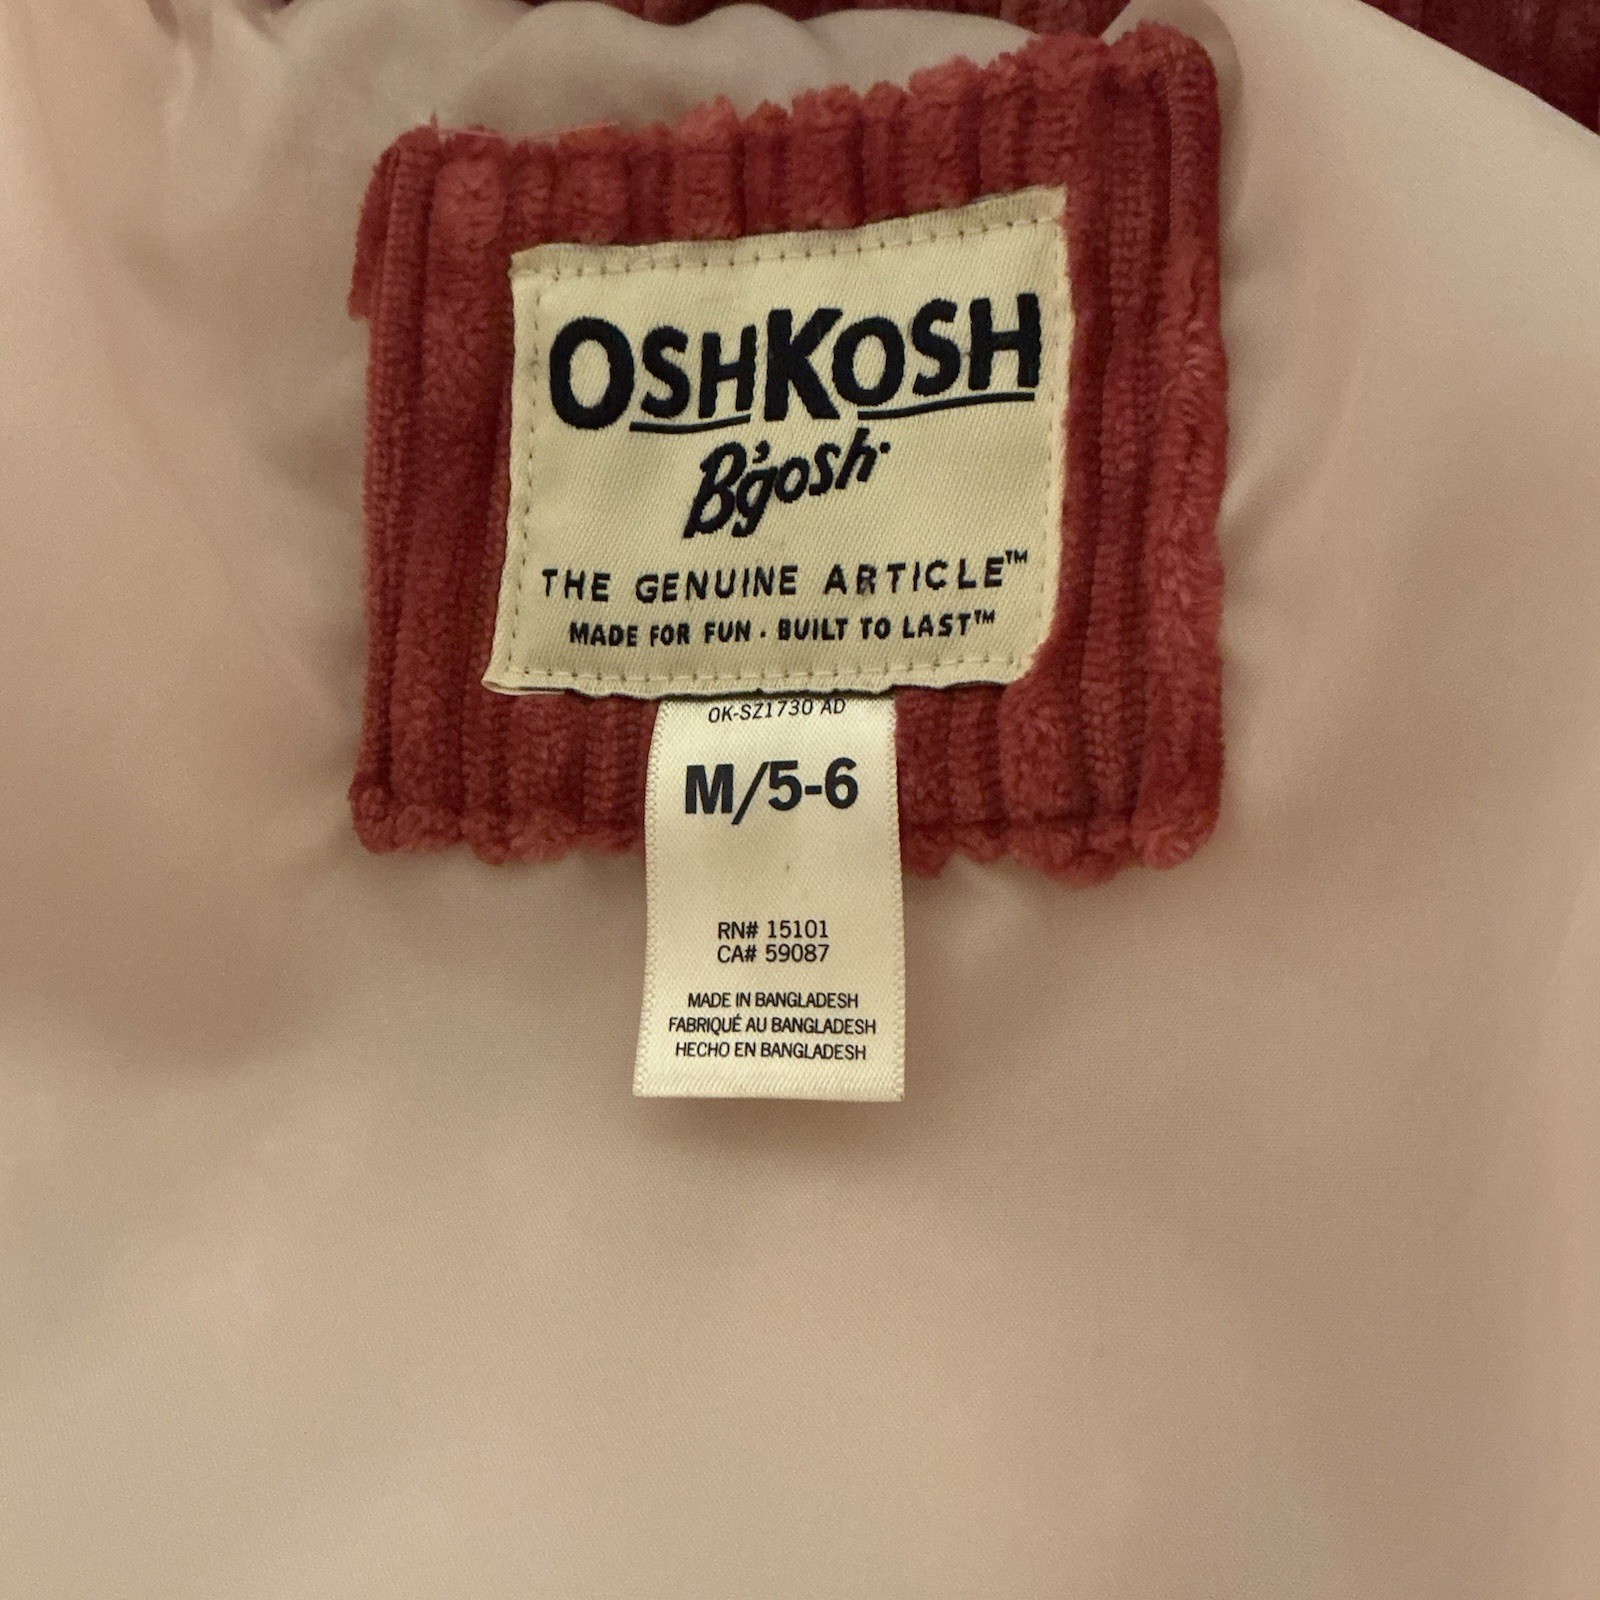 OSHKOSH
B'gosh
THE GENUINE ARTICLE™
MADE FOR FUN · BUILT TO LAST™
OK-SZ1730 AD
M/5-6
RN# 15101
CA# 59087
MADE IN BANGLADESH
FABRIQUÉ AU BANGLADESH
HECHO EN BANGLADESH